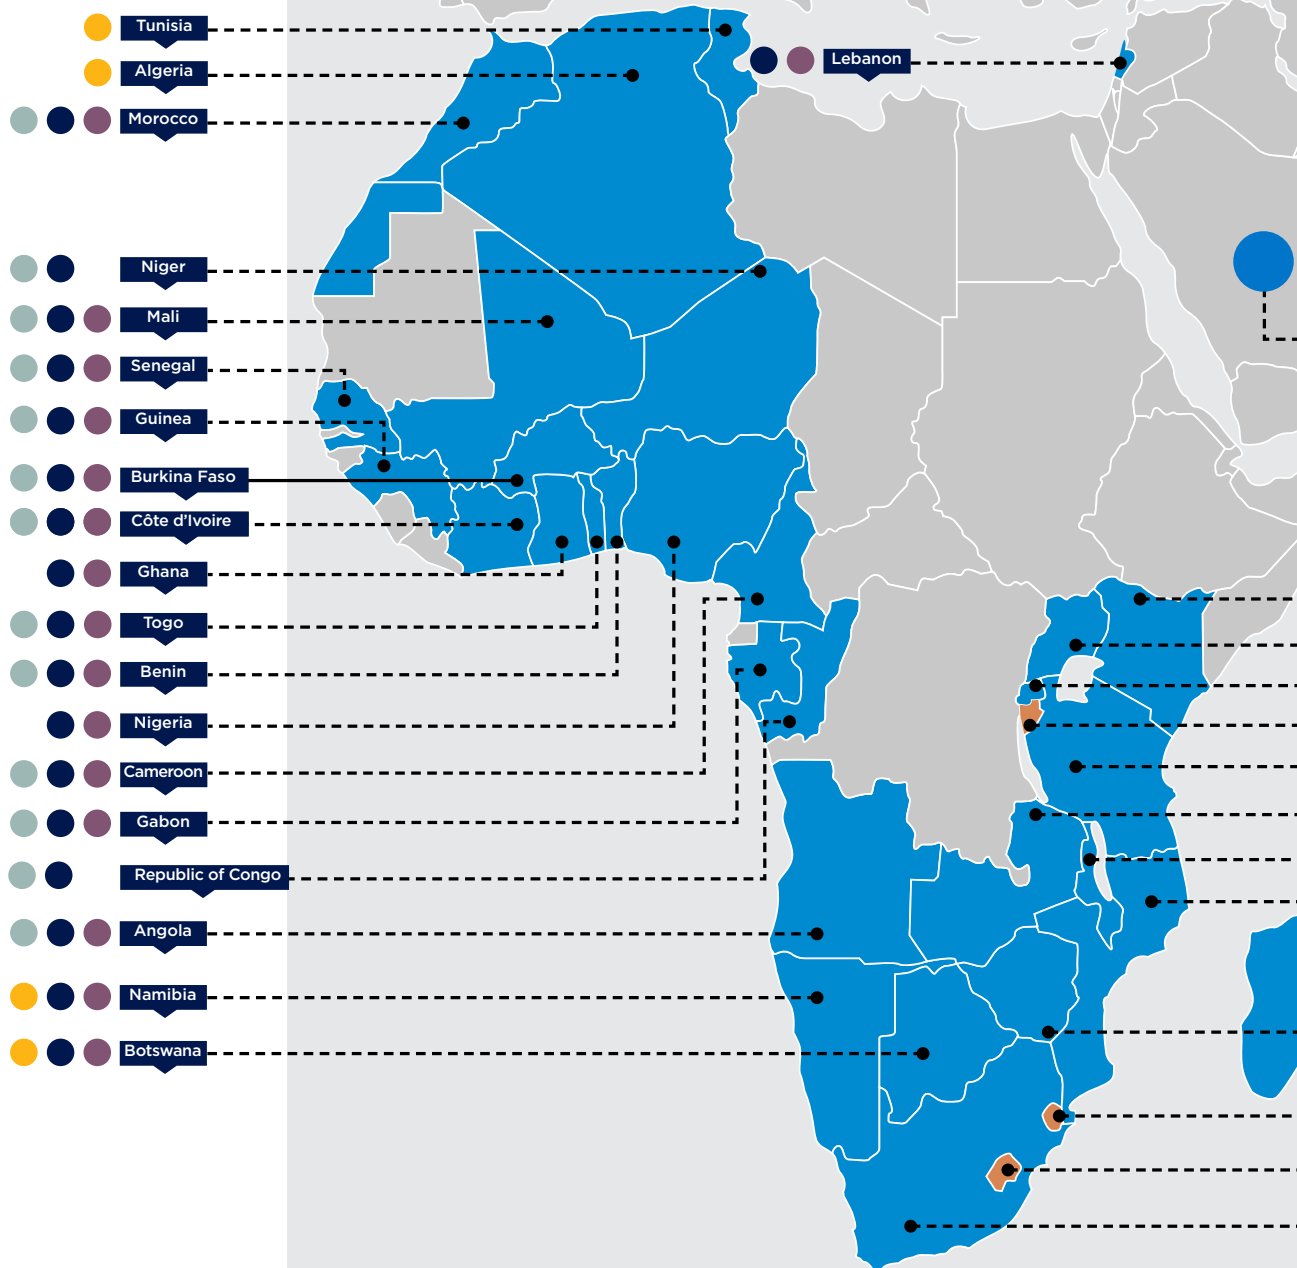 Tunisia
Lebanon
Algeria
Morocco
Niger
Mali
Senegal
Guinea
Burkina Faso
Côte d'Ivoire
Ghana
Togo
Benin
Nigeria
Cameroon
Gabon
Republic of Congo
Angola
Namibia
Botswana